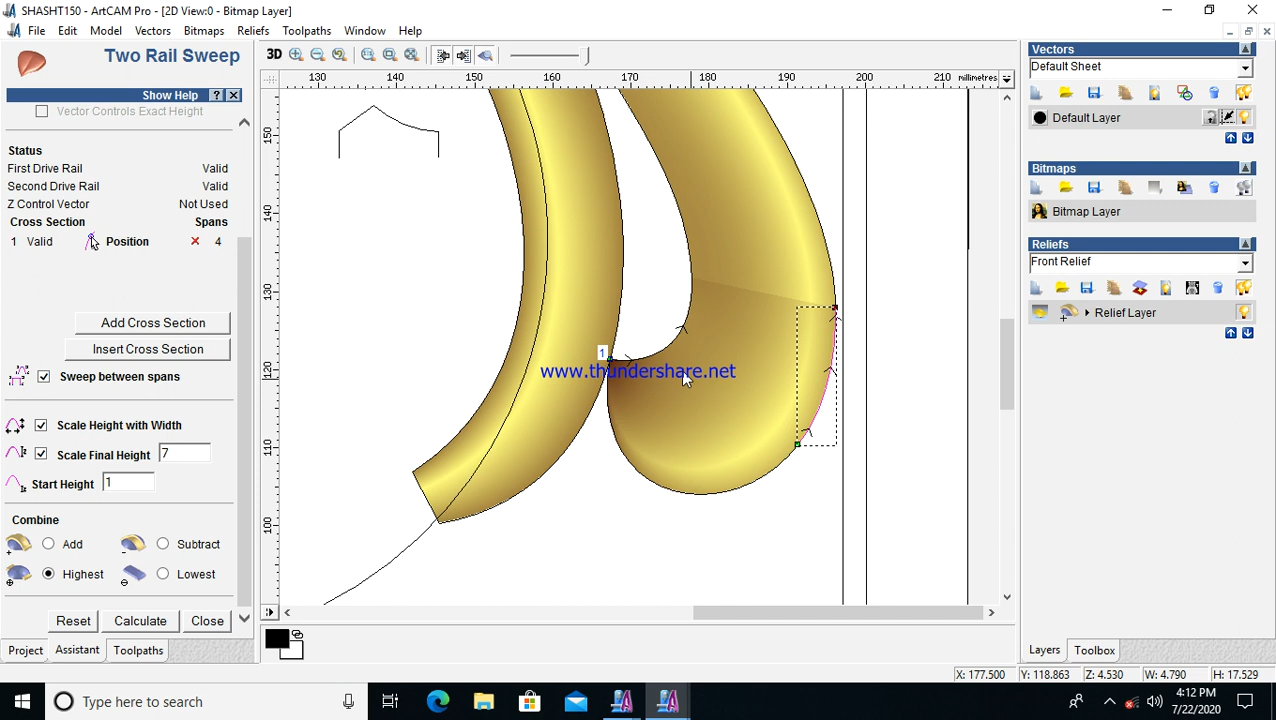 SHASHT150 - ArtCAM Pro - [2D View:0 - Bitmap Layer]
File Edit Model Vectors Bitmaps Reliefs Toolpaths Window Help
Two Rail Sweep
Show Help ?
Vector Controls Exact Height
Status
First Drive Rail Valid
Second Drive Rail Valid
Z Control Vector Not Used
Cross Section Spans
1 Valid Position 4
Add Cross Section
Insert Cross Section
Sweep between spans
Scale Height with Width
Scale Final Height 7
Start Height 1
Combine
Add Subtract
Highest Lowest
Reset Calculate Close
Project Assistant Toolpaths
3D
130 140 150 160 170 180 190 200 210 millimetres
150
140
130
120
110
100
1
www.thundershare.net
Vectors
Default Sheet
Default Layer
Bitmaps
Bitmap Layer
Reliefs
Front Relief
Relief Layer
Layers Toolbox
X: 177.500 Y: 118.863 Z: 4.530 W: 4.790 H: 17.529
Type here to search
4:12 PM
7/22/2020